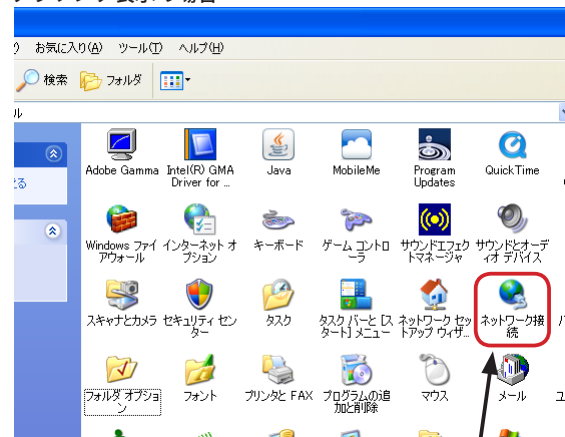 お気に入り(A) ツール(T) ヘルプ(H)
検索 フォルダ
ル
Adobe Gamma
Intel(R) GMA
Driver for ...
Java
MobileMe
Program
Updates
QuickTime
える
Windows ファイ
アウォール
インターネット オ
プション
キーボード
ゲーム コントロ
ーラ
サウンドエフェク
トマネージャ
サウンドとオーデ
ィオ デバイス
スキャナとカメラ
セキュリティ セン
ター
タスク
タスク バーと [ス
タート] メニュー
ネットワーク セッ
トアップ ウィザ...
ネットワーク接
続
フォルダ オプショ
ン
フォント
プリンタと FAX
プログラムの追
加と削除
マウス
メール